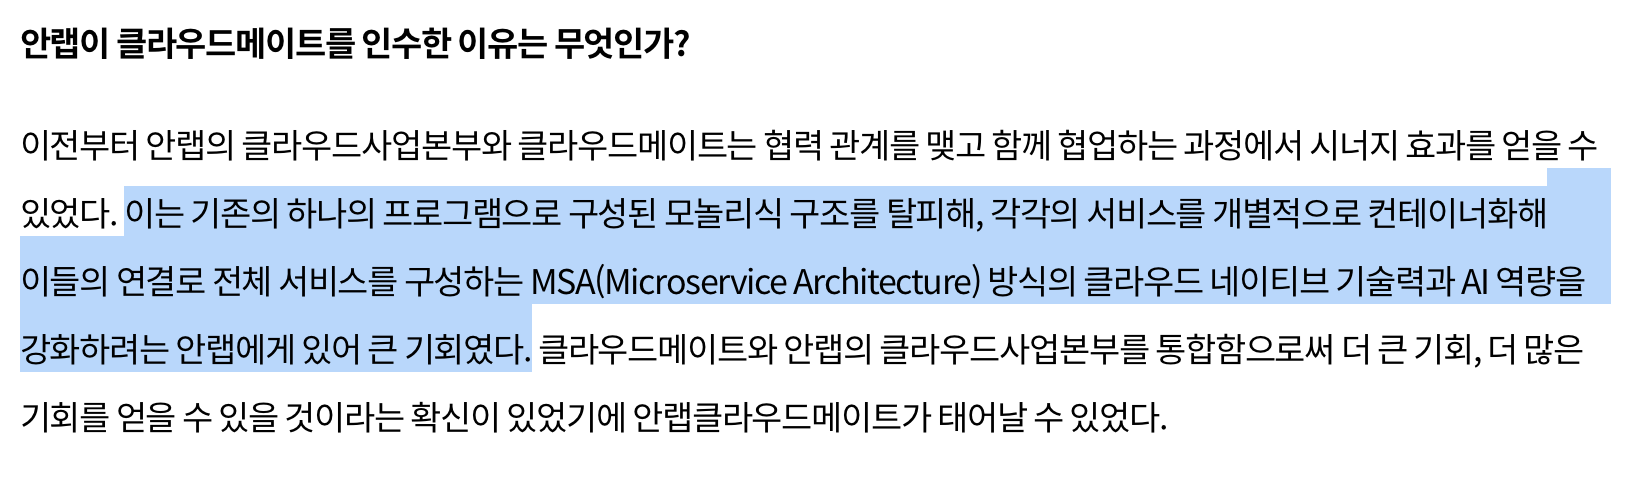 안랩이 클라우드메이트를 인수한 이유는 무엇인가?
이전부터 안랩의 클라우드사업본부와 클라우드메이트는 협력 관계를 맺고 함께 협업하는 과정에서 시너지 효과를 얻을 수
있었다. 이는 기존의 하나의 프로그램으로 구성된 모놀리식 구조를 탈피해, 각각의 서비스를 개별적으로 컨테이너화해
이들의 연결로 전체 서비스를 구성하는 MSA(Microservice Architecture) 방식의 클라우드 네이티브 기술력과 AI 역량을
강화하려는 안랩에게 있어 큰 기회였다. 클라우드메이트와 안랩의 클라우드사업본부를 통합함으로써 더 큰 기회, 더 많은
기회를 얻을 수 있을 것이라는 확신이 있었기에 안랩클라우드메이트가 태어날 수 있었다.